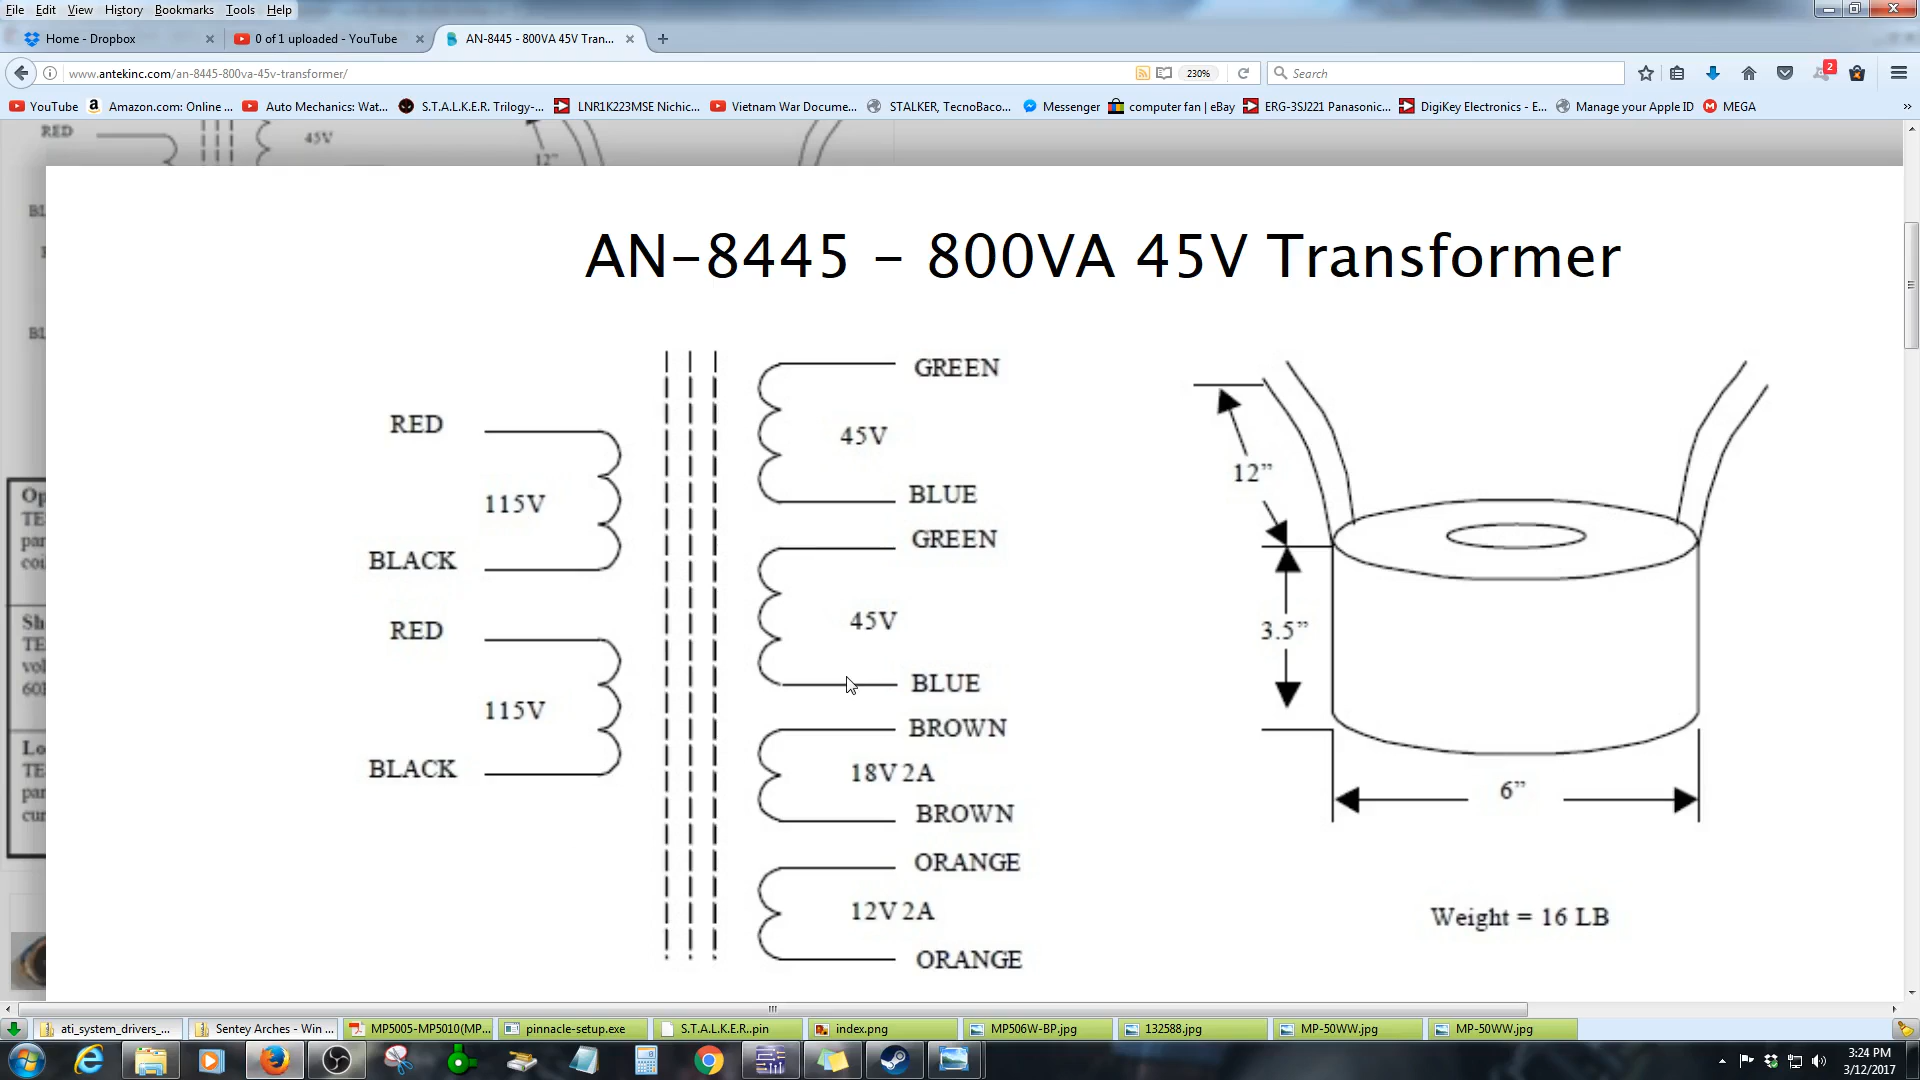 File Edit View History Tools Help
Home - Dropbox
0 of 1 uploaded - YouTube
AN-8445 - 800VA 45V Tran...
www.antekinc.com/an-8445-800va-45v-transformer/
230%
Search
2
YouTube
Amazon.com: Online ...
Auto Mechanics: Wat...
S.T.A.L.K.E.R. Trilogy-...
LNR1K223MSE Nichic...
Vietnam War Docume...
STALKER, TecnoBaco...
Messenger
computer fan | eBay
ERG-3SJ221 Panasonic...
DigiKey Electronics - E...
Manage your Apple ID
MEGA
RED
45V
12"
AN-8445 - 800VA 45V Transformer
RED
115V
BLACK
RED
115V
BLACK
GREEN
45V
BLUE
GREEN
45V
BLUE
BROWN
18V 2A
BROWN
ORANGE
12V 2A
ORANGE
12”
3.5”
6”
Weight = 16 LB
ati_system_drivers_...
Sentey Arches - Win ...
MP5005-MP5010(MP...
pinnacle-setup.exe
S.T.A.L.K.E.R..pin
index.png
MP506W-BP.jpg
132588.jpg
MP-50WW.jpg
MP-50WW.jpg
3:24 PM
3/12/2017